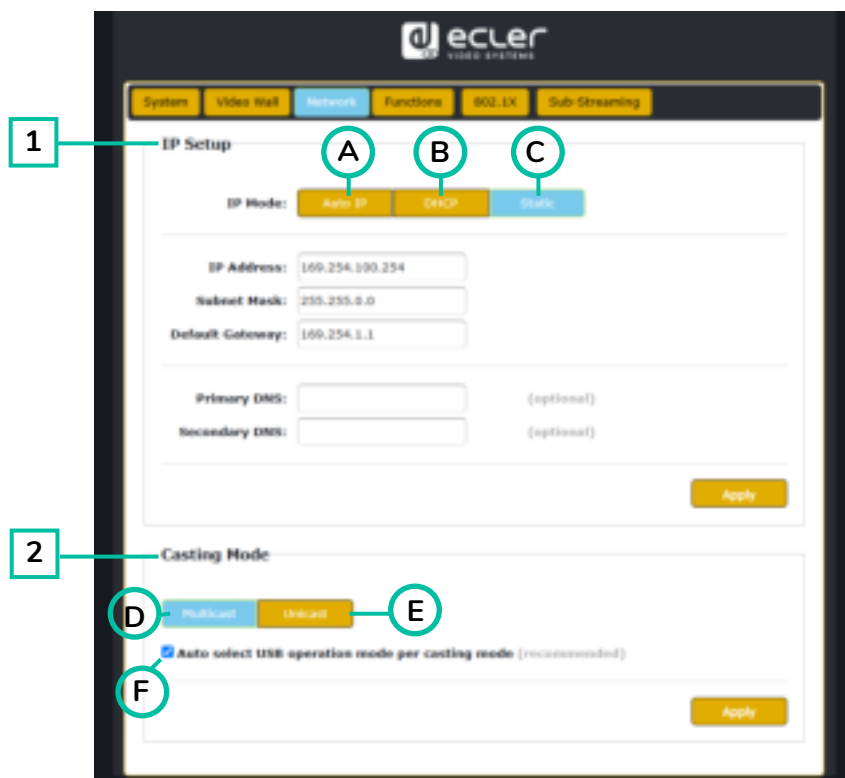 ecler
VIDEO SYSTEMS
System Video Wall Network Functions 802.1X Sub-Streaming
1 IP Setup
A B C
IP Mode: Auto IP DHCP Static
IP Address: 169.254.100.254
Subnet Mask: 255.255.0.0
Default Gateway: 169.254.1.1
Primary DNS: (optional)
Secondary DNS: (optional)
Apply
2 Casting Mode
D Multicast Unicast E
Auto select USB operation mode per casting mode (recommended)
F
Apply